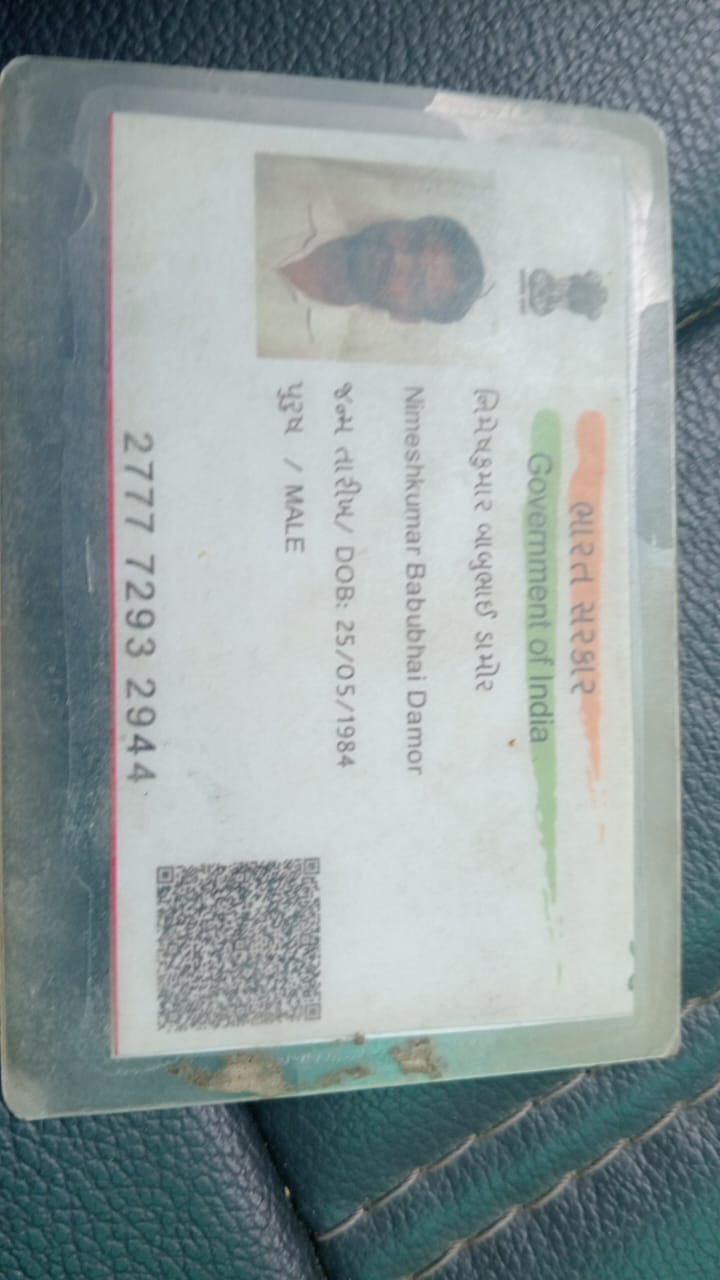 ભારત સરકાર
Government of India
નિમેષકુમાર બાબુભાઈ ડામોર
Nimeshkumar Babubhai Damor
જન્મ તારીખ/ DOB: 25/05/1984
પુરુષ / MALE
2777 7293 2944